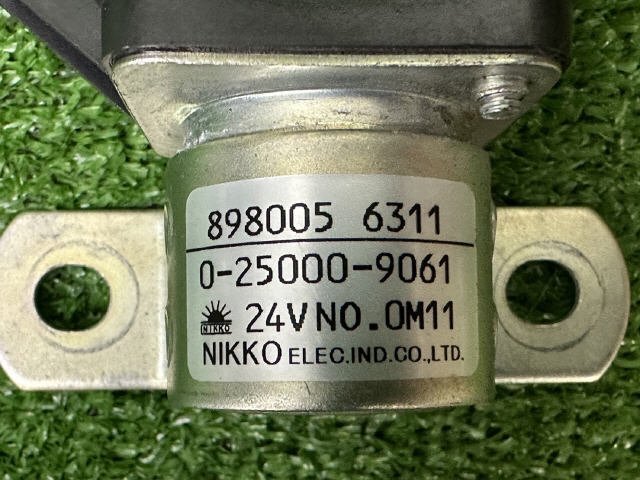 898005 6311
0-25000-9061
NIKKO 24V NO.0M11
NIKKO ELEC.IND.CO.,LTD.